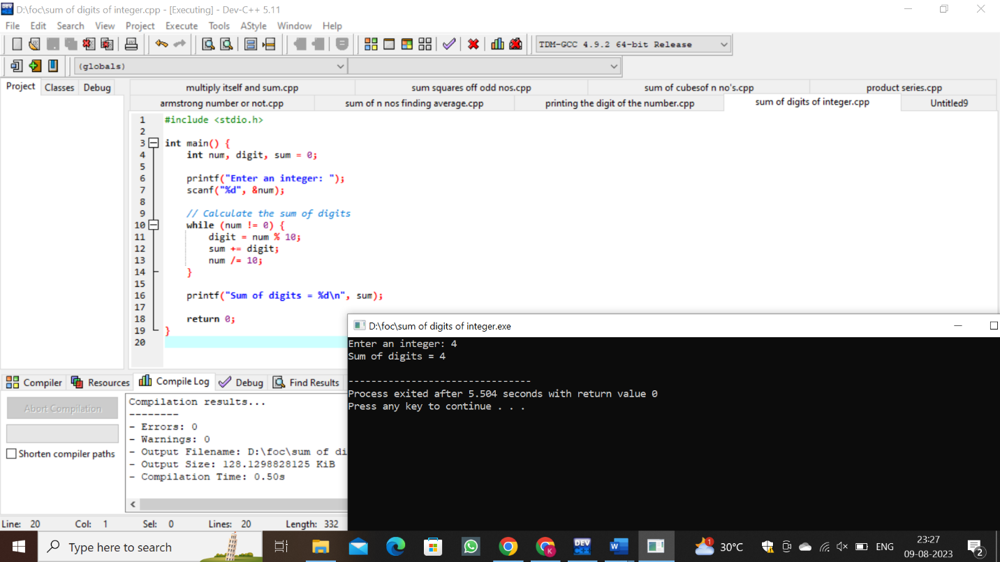 D:\foc\sum of digits of integer.cpp - [Executing] - Dev-C++ 5.11
File Edit Search View Project Execute Tools AStyle Window Help
TDM-GCC 4.9.2 64-bit Release
(globals)
Project Classes Debug
multiply itself and sum.cpp sum squares off odd nos.cpp sum of cubesof n no's.cpp product series.cpp
armstrong number or not.cpp sum of n nos finding average.cpp printing the digit of the number.cpp sum of digits of integer.cpp Untitled9
1 #include <stdio.h>
2
3 int main() {
4 int num, digit, sum = 0;
5
6 printf("Enter an integer: ");
7 scanf("%d", &num);
8
9 // Calculate the sum of digits
10 while (num != 0) {
11 digit = num % 10;
12 sum += digit;
13 num /= 10;
14 }
15
16 printf("Sum of digits = %d\n", sum);
17
18 return 0;
19 }
20
D:\foc\sum of digits of integer.exe
Enter an integer: 4
Sum of digits = 4
--------------------------------
Process exited after 5.504 seconds with return value 0
Press any key to continue . . .
Compiler Resources Compile Log Debug Find Results
Abort Compilation
Shorten compiler paths
Compilation results...
--------
- Errors: 0
- Warnings: 0
- Output Filename: D:\foc\sum of di
- Output Size: 128.1298828125 KiB
- Compilation Time: 0.50s
Line: 20 Col: 1 Sel: 0 Lines: 20 Length: 332
Type here to search
DEV C++
W
K
1
30°C
ENG
23:27
09-08-2023
2